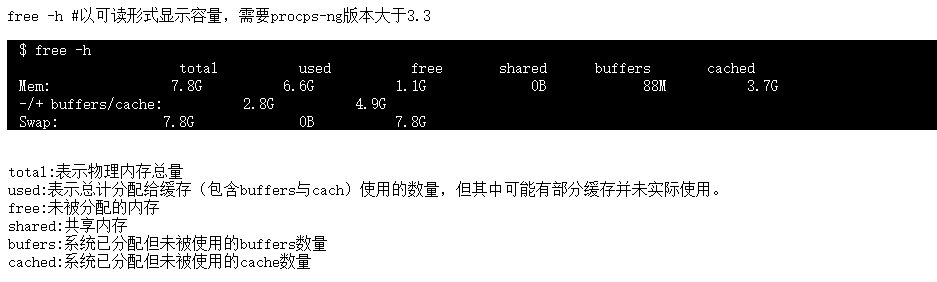 free -h #以可读形式显示容量，需要procps-ng版本大于3.3
$ free -h
total used free shared buffers cached
Mem: 7.8G 6.6G 1.1G 0B 88M 3.7G
-/+ buffers/cache: 2.8G 4.9G
Swap: 7.8G 0B 7.8G
total:表示物理内存总量
used:表示总计分配给缓存（包含buffers与cach）使用的数量，但其中可能有部分缓存并未实际使用。
free:未被分配的内存
shared:共享内存
bufers:系统已分配但未被使用的buffers数量
cached:系统已分配但未被使用的cache数量